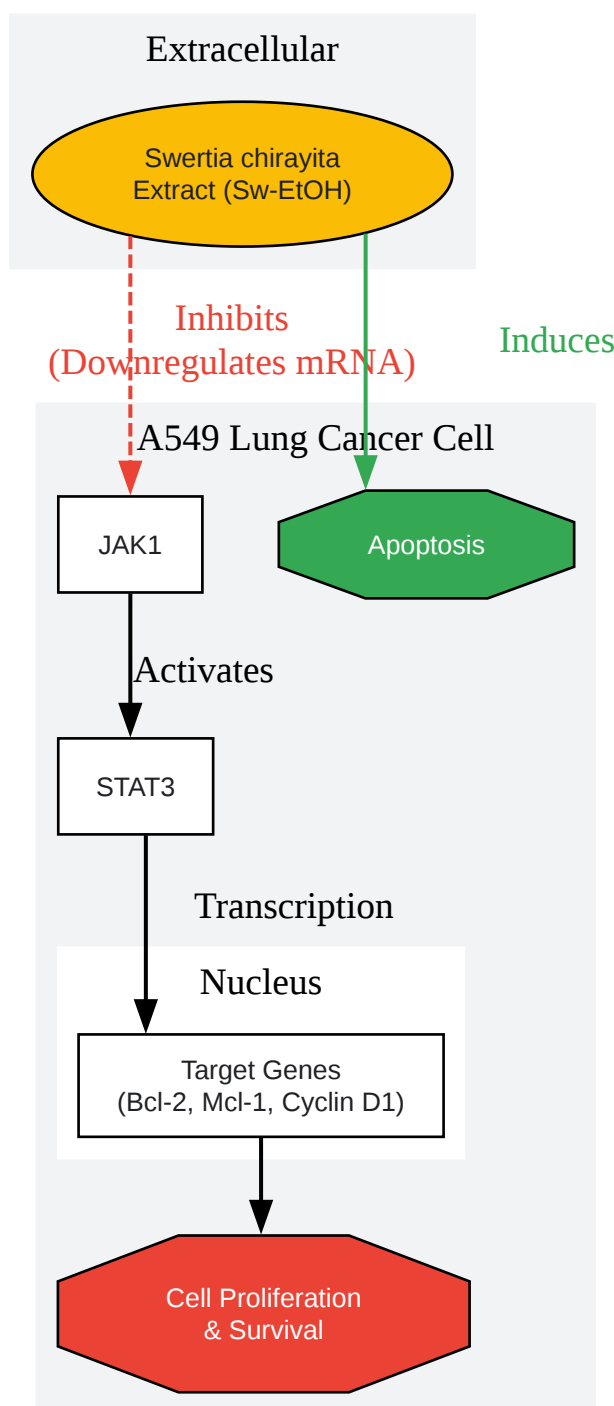 Extracellular
Swertia chirayita
Extract (Sw-EtOH)
Inhibits
(Downregulates mRNA)
Induces
A549 Lung Cancer Cell
JAK1
Apoptosis
Activates
STAT3
Transcription
Nucleus
Target Genes
(Bcl-2, Mcl-1, Cyclin D1)
Cell Proliferation
& Survival